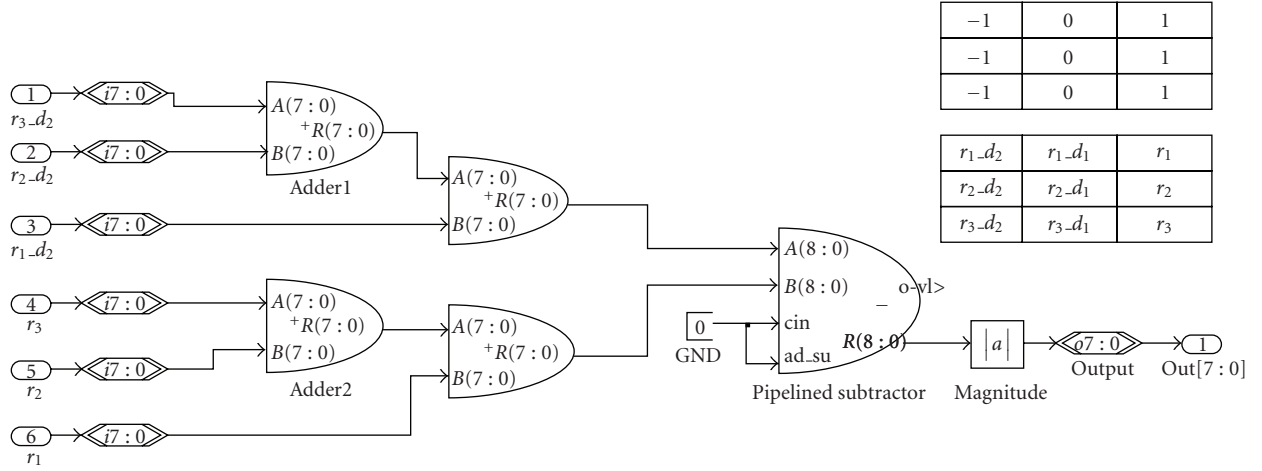 −1 0 1
−1 0 1
−1 0 1
r1_d2 r1_d1 r1
r2_d2 r2_d1 r2
r3_d2 r3_d1 r3
1 i7 : 0
r3_d2
2 i7 : 0
r2_d2
3 i7 : 0
r1_d2
4 i7 : 0
r3
5 i7 : 0
r2
6 i7 : 0
r1
A(7 : 0)
+R(7 : 0)
B(7 : 0)
Adder1
A(7 : 0)
+R(7 : 0)
B(7 : 0)
A(7 : 0)
+R(7 : 0)
B(7 : 0)
Adder2
A(7 : 0)
+R(7 : 0)
B(7 : 0)
0
GND
A(8 : 0)
B(8 : 0)
− o-vl>
cin
R(8 : 0)
ad_su
Pipelined subtractor
|a|
Magnitude
o7 : 0
Output
1
Out[7 : 0]